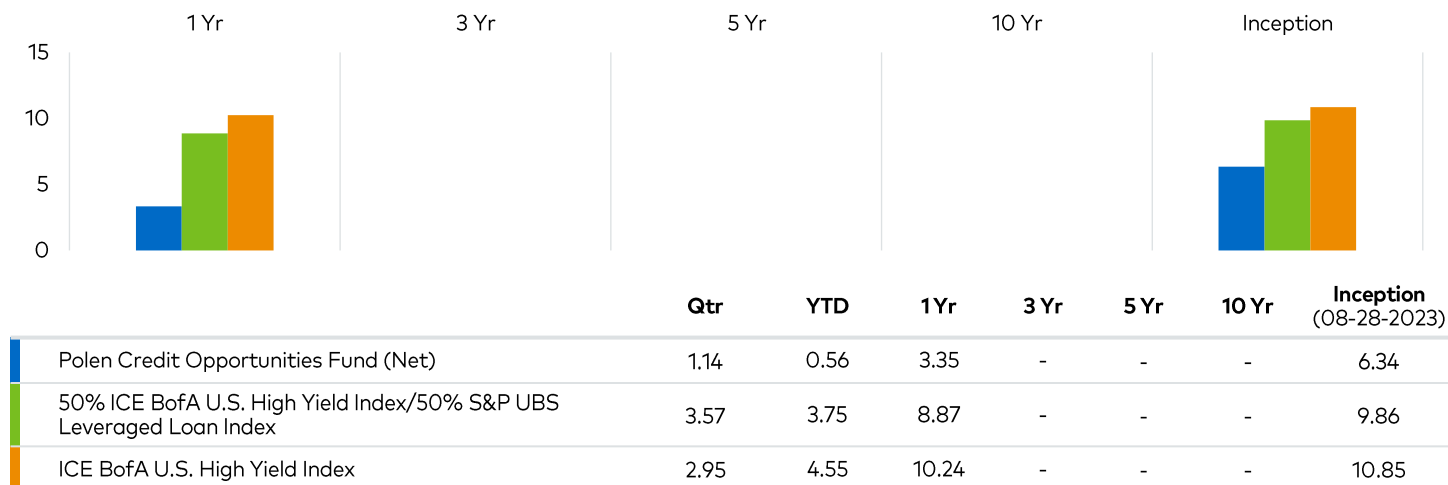 1 Yr 3 Yr 5 Yr 10 Yr Inception
15
10
5
0
Qtr YTD 1 Yr 3 Yr 5 Yr 10 Yr Inception
(08-28-2023)
Polen Credit Opportunities Fund (Net) 1.14 0.56 3.35 - - - 6.34
50% ICE BofA U.S. High Yield Index/50% S&P UBS
Leveraged Loan Index 3.57 3.75 8.87 - - - 9.86
ICE BofA U.S. High Yield Index 2.95 4.55 10.24 - - - 10.85